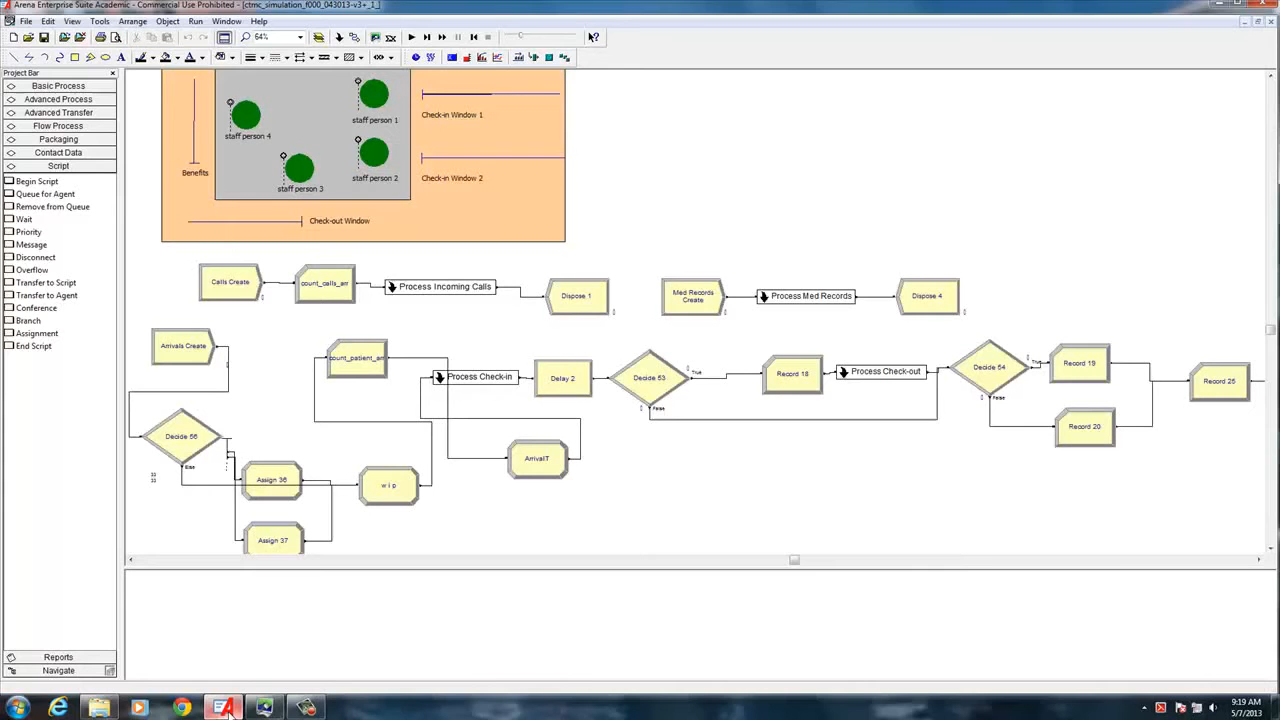 Arena Enterprise Suite Academic - Commercial Use Prohibited - [ctmc_simulation_f000_043013-v3+_1_]
File Edit View Tools Arrange Object Run Window Help
64%
Project Bar
Basic Process
Advanced Process
Advanced Transfer
Flow Process
Packaging
Contact Data
Script
Begin Script
Queue for Agent
Remove from Queue
Wait
Priority
Message
Disconnect
Overflow
Transfer to Script
Transfer to Agent
Conference
Branch
Assignment
End Script
Reports
Navigate
staff person 1
Check-in Window 1
staff person 4
Benefits
staff person 2
Check-in Window 2
staff person 3
Check-out Window
Calls Create
count_calls_arr
Process Incoming Calls
Dispose 1
Med Records
Create
Process Med Records
Dispose 4
Arrivals Create
count_patient_arr
Process Check-in
Delay 2
Decide 53
True
False
Record 18
Process Check-out
Decide 54
True
False
Record 19
Record 20
Record 25
Decide 56
Else
Assign 36
w i p
ArrivalT
Assign 37
9:19 AM
5/7/2013